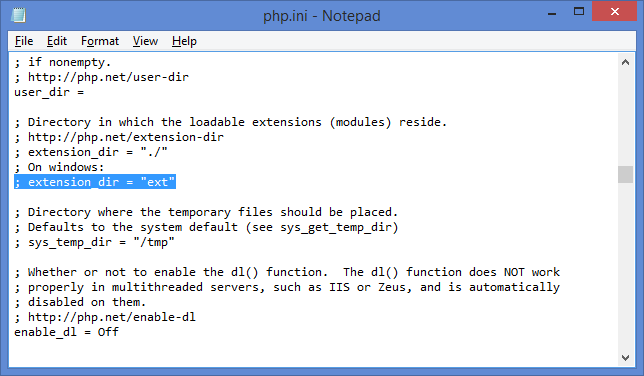 php.ini - Notepad
File Edit Format View Help
; if nonempty.
; http://php.net/user-dir
user_dir =
; Directory in which the loadable extensions (modules) reside.
; http://php.net/extension-dir
; extension_dir = "./"
; On windows:
; extension_dir = "ext"
; Directory where the temporary files should be placed.
; Defaults to the system default (see sys_get_temp_dir)
; sys_temp_dir = "/tmp"
; Whether or not to enable the dl() function.  The dl() function does NOT work
; properly in multithreaded servers, such as IIS or Zeus, and is automatically
; disabled on them.
; http://php.net/enable-dl
enable_dl = Off